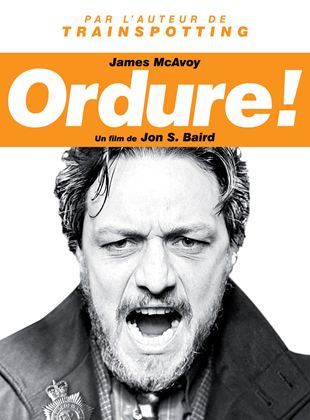 PAR L'AUTEUR DE
TRAINSPOTTING
James McAvoy
Ordure !
Un film de Jon S. Baird